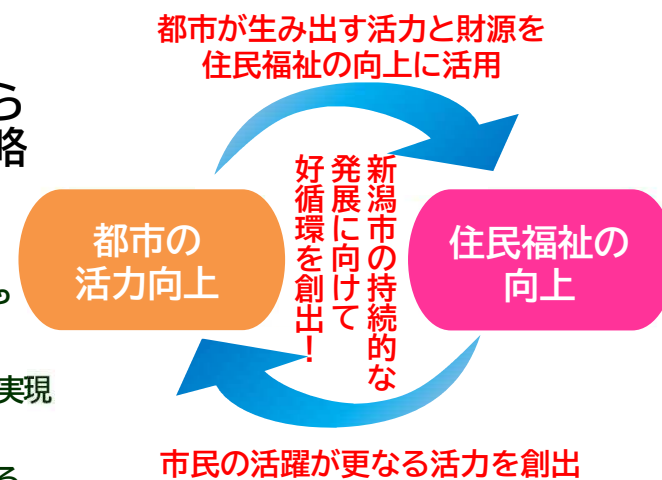 都市が生み出す活力と財源を
住民福祉の向上に活用
ら
略
新潟市の持続的な
発展に向けて
好循環を創出！
都市の
活力向上
住民福祉の
向上
実現
市民の活躍が更なる活力を創出
る